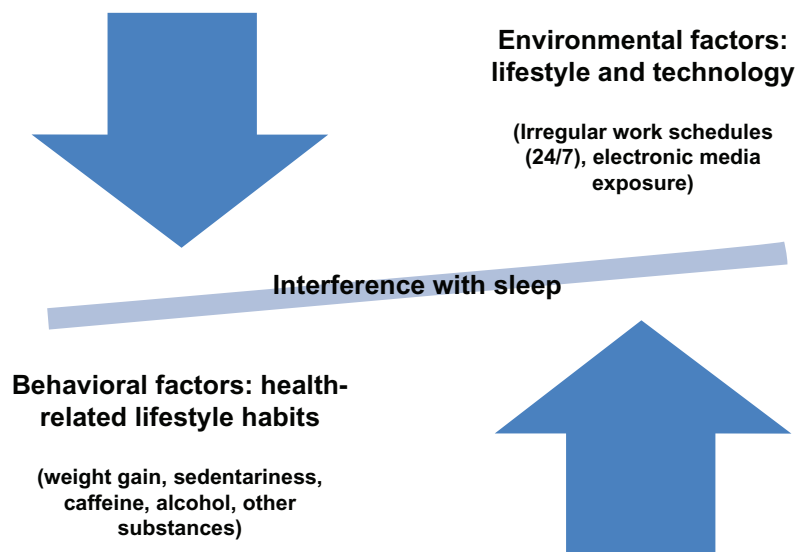 Environmental factors:
lifestyle and technology
(Irregular work schedules
(24/7), electronic media
exposure)
Interference with sleep
Behavioral factors: health-
related lifestyle habits
(weight gain, sedentariness,
caffeine, alcohol, other
substances)